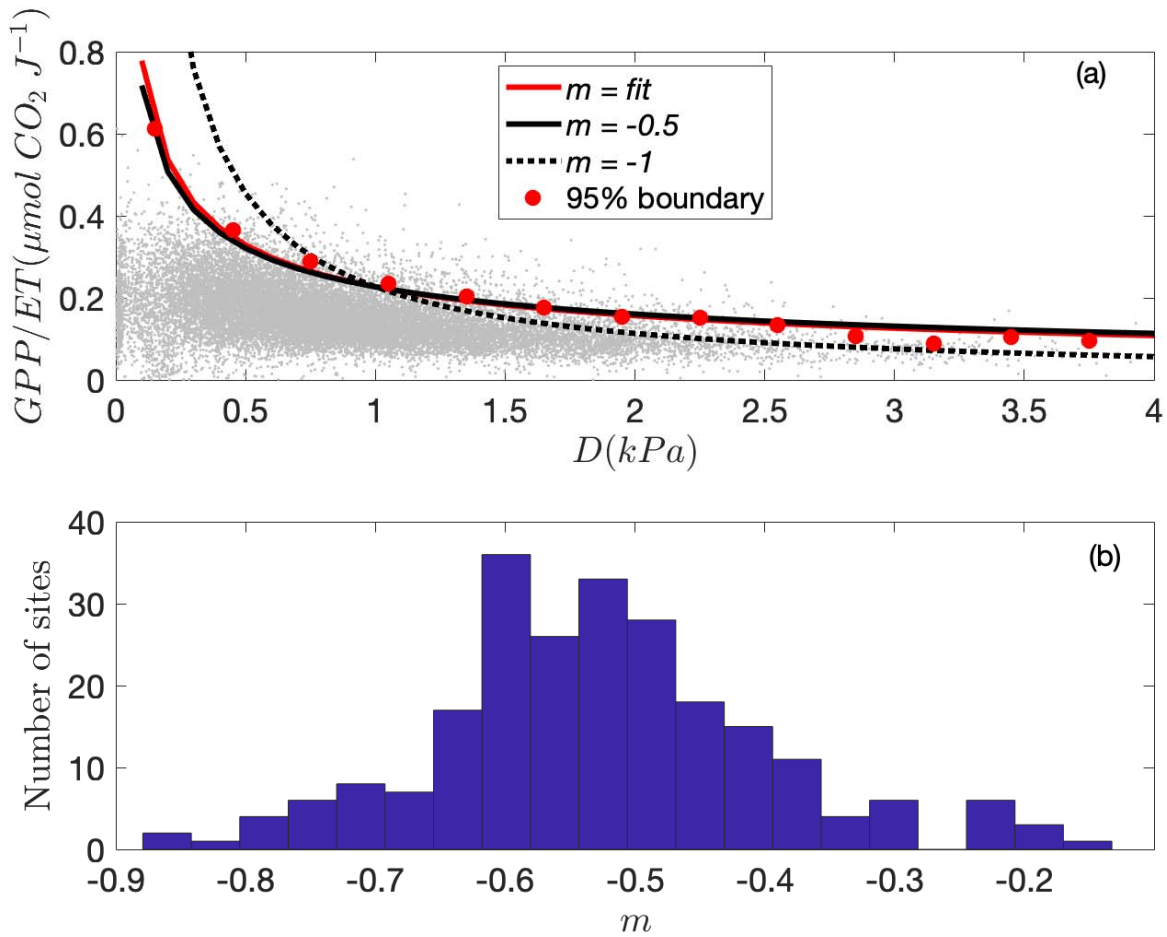 (a)
GPP/ET(μmol CO₂ J⁻¹)
0.8
0.6
0.4
0.2
0
m = fit
m = -0.5
m = -1
95% boundary
0 0.5 1 1.5 2 2.5 3 3.5 4
D(kPa)
(b)
Number of sites
40
30
20
10
0
-0.9 -0.8 -0.7 -0.6 -0.5 -0.4 -0.3 -0.2
m